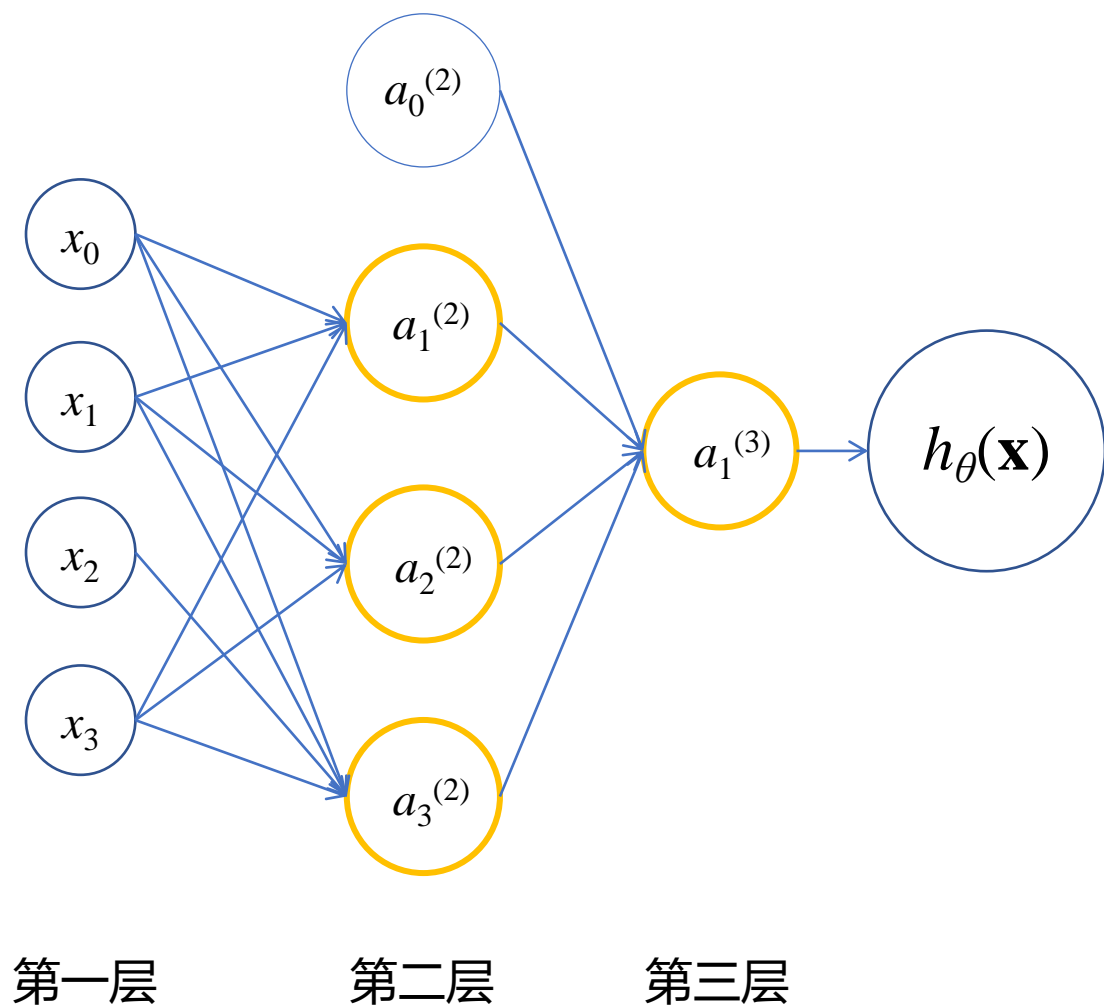 a₀⁽²⁾
x₀
a₁⁽²⁾
x₁
a₁⁽³⁾
h_θ(𝐱)
x₂
a₂⁽²⁾
x₃
a₃⁽²⁾
第一层 第二层 第三层